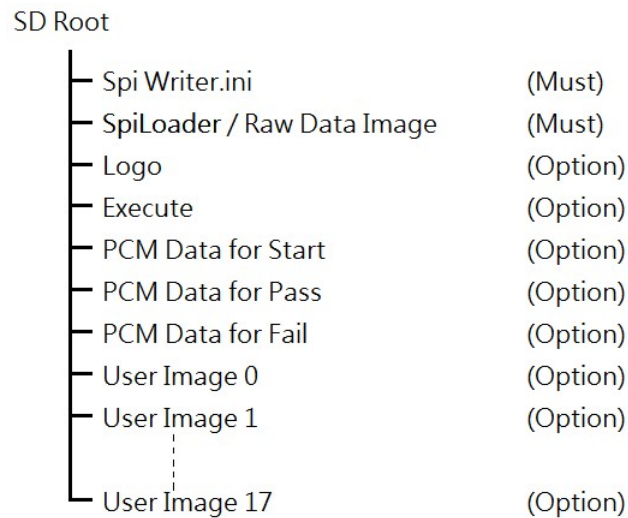 SD Root
Spi Writer.ini (Must)
SpiLoader / Raw Data Image (Must)
Logo (Option)
Execute (Option)
PCM Data for Start (Option)
PCM Data for Pass (Option)
PCM Data for Fail (Option)
User Image 0 (Option)
User Image 1 (Option)
User Image 17 (Option)